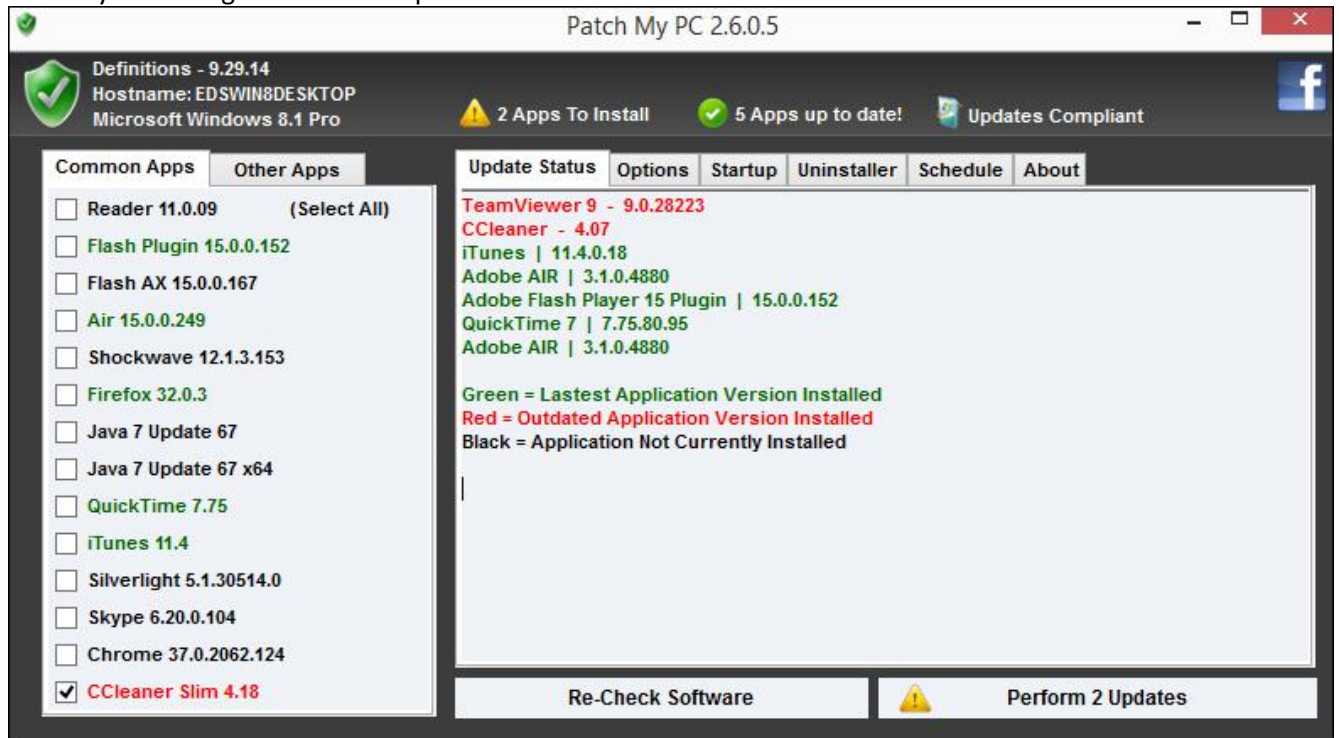 Patch My PC 2.6.0.5
Definitions - 9.29.14
Hostname: EDSWIN8DESKTOP
Microsoft Windows 8.1 Pro
2 Apps To Install
5 Apps up to date!
Updates Compliant
f
Common Apps
Other Apps
Reader 11.0.09 (Select All)
Flash Plugin 15.0.0.152
Flash AX 15.0.0.167
Air 15.0.0.249
Shockwave 12.1.3.153
Firefox 32.0.3
Java 7 Update 67
Java 7 Update 67 x64
QuickTime 7.75
iTunes 11.4
Silverlight 5.1.30514.0
Skype 6.20.0.104
Chrome 37.0.2062.124
CCleaner Slim 4.18
Update Status
Options
Startup
Uninstaller
Schedule
About
TeamViewer 9 - 9.0.28223
CCleaner - 4.07
iTunes | 11.4.0.18
Adobe AIR | 3.1.0.4880
Adobe Flash Player 15 Plugin | 15.0.0.152
QuickTime 7 | 7.75.80.95
Adobe AIR | 3.1.0.4880
Green = Lastest Application Version Installed
Red = Outdated Application Version Installed
Black = Application Not Currently Installed
Re-Check Software
Perform 2 Updates